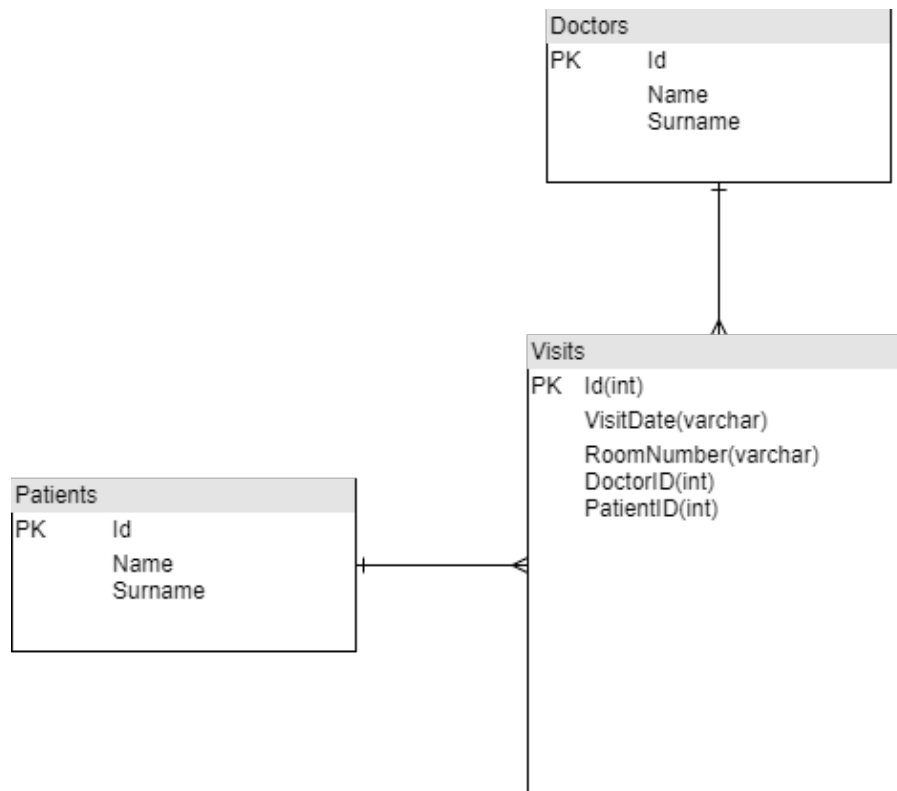 Doctors
PK Id
Name
Surname
Visits
PK Id(int)
VisitDate(varchar)
RoomNumber(varchar)
DoctorID(int)
PatientID(int)
Patients
PK Id
Name
Surname